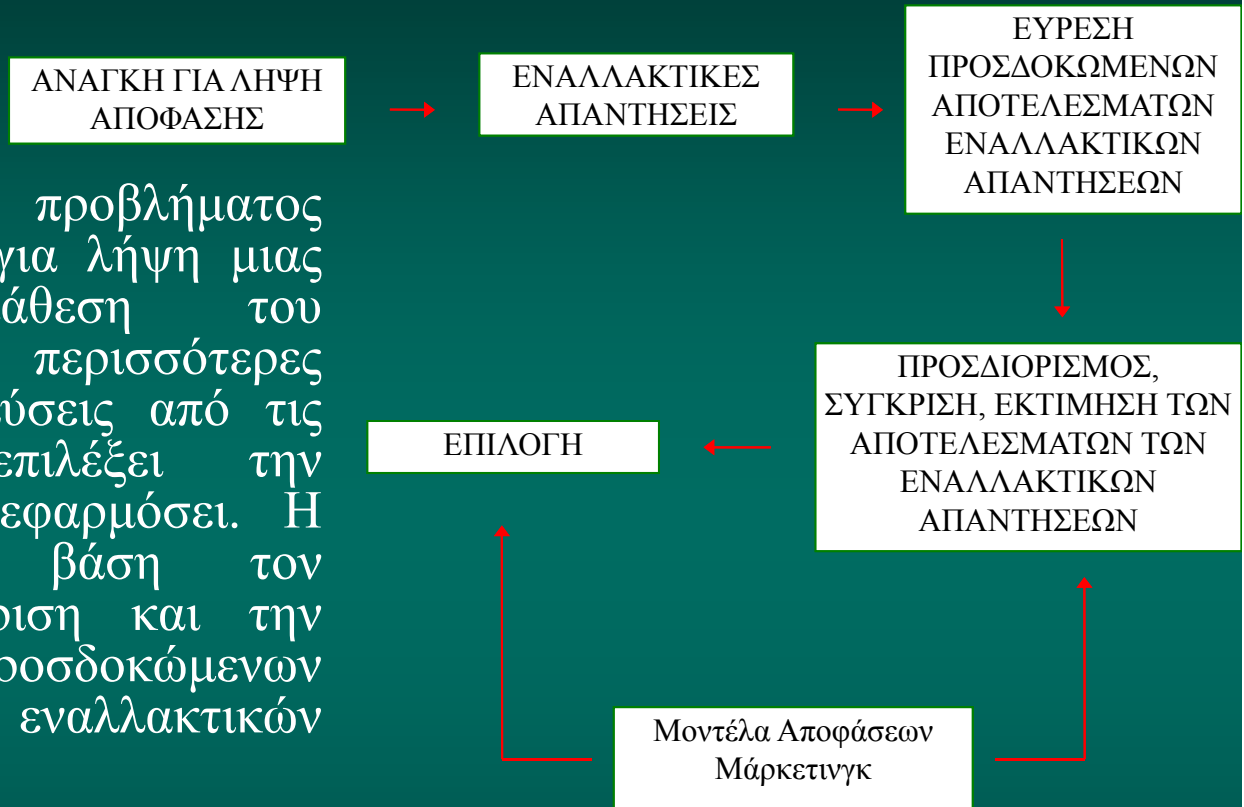 ΑΝΑΓΚΗ ΓΙΑ ΛΗΨΗ
ΑΠΟΦΑΣΗΣ
ΕΝΑΛΛΑΚΤΙΚΕΣ
ΑΠΑΝΤΗΣΕΙΣ
ΕΥΡΕΣΗ
ΠΡΟΣΔΟΚΩΜΕΝΩΝ
ΑΠΟΤΕΛΕΣΜΑΤΩΝ
ΕΝΑΛΛΑΚΤΙΚΩΝ
ΑΠΑΝΤΗΣΕΩΝ
προβλήματος
για λήψη μιας
άθεση του
περισσότερες
ύσεις από τις
επιλέξει την
εφαρμόσει. Η
βάση τον
ριση και την
ροσδοκώμενων
εναλλακτικών
ΠΡΟΣΔΙΟΡΙΣΜΟΣ,
ΣΥΓΚΡΙΣΗ, ΕΚΤΙΜΗΣΗ ΤΩΝ
ΑΠΟΤΕΛΕΣΜΑΤΩΝ ΤΩΝ
ΕΝΑΛΛΑΚΤΙΚΩΝ
ΑΠΑΝΤΗΣΕΩΝ
ΕΠΙΛΟΓΗ
Μοντέλα Αποφάσεων
Μάρκετινγκ